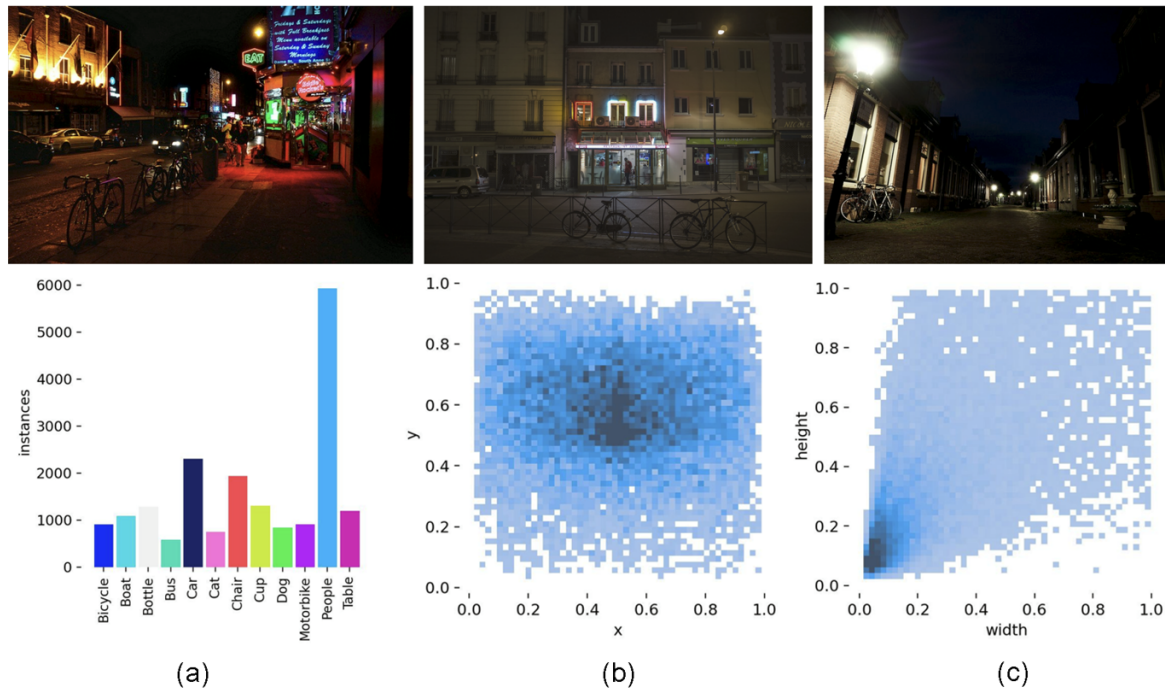 Fridays & Saturdays
with Full Breakfast
Menu available on
Saturday & Sunday
Mornings
EAT
6000
5000
4000
3000
2000
1000
0
instances
Bicycle
Boat
Bottle
Bus
Car
Cat
Chair
Cup
Dog
Motorbike
People
Table
(a)
1.0
0.8
0.6
0.4
0.2
0.0
y
0.0 0.2 0.4 0.6 0.8 1.0
x
(b)
1.0
0.8
0.6
0.4
0.2
0.0
height
0.0 0.2 0.4 0.6 0.8 1.0
width
(c)